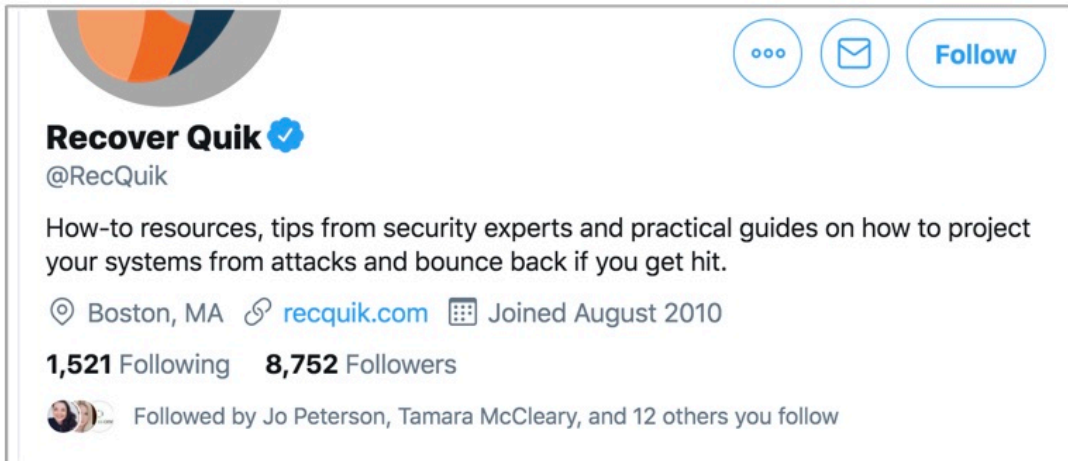 Follow
Recover Quik
@RecQuik
How-to resources, tips from security experts and practical guides on how to project
your systems from attacks and bounce back if you get hit.
Boston, MA recquik.com Joined August 2010
1,521 Following 8,752 Followers
Followed by Jo Peterson, Tamara McCleary, and 12 others you follow